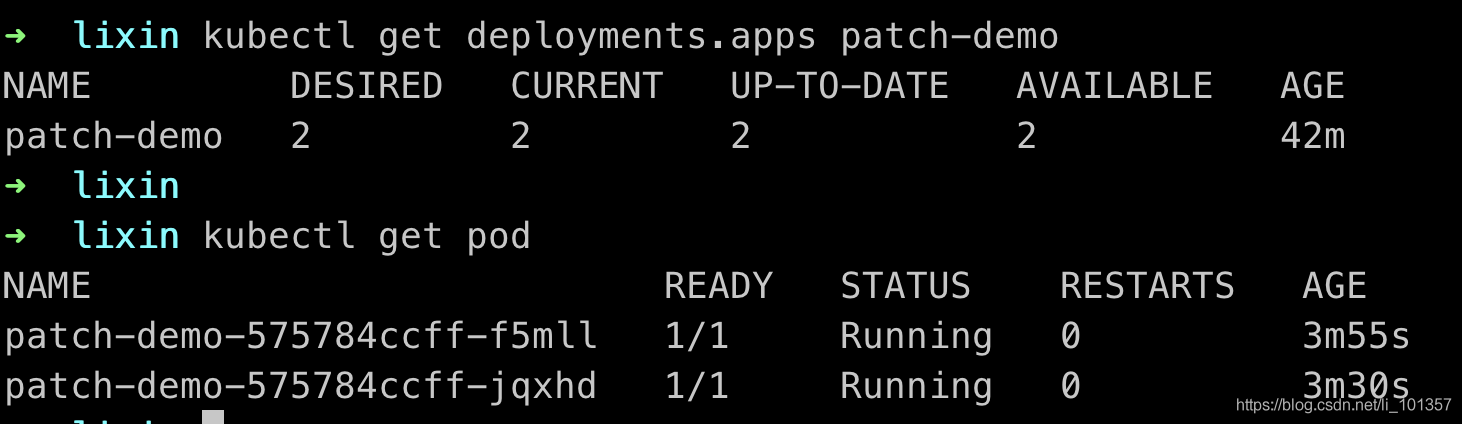 ➜ lixin kubectl get deployments.apps patch-demo
NAME DESIRED CURRENT UP-TO-DATE AVAILABLE AGE
patch-demo 2 2 2 2 42m
➜ lixin
➜ lixin kubectl get pod
NAME READY STATUS RESTARTS AGE
patch-demo-575784ccff-f5mll 1/1 Running 0 3m55s
patch-demo-575784ccff-jqxhd 1/1 Running 0 3m30s
https://blog.csdn.net/li_101357